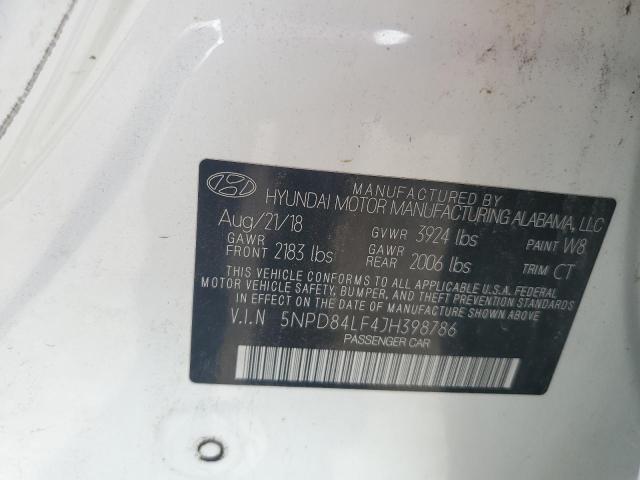 MANUFACTURED BY
HYUNDAI MOTOR MANUFACTURING ALABAMA, LLC
Aug/21/18 GVWR 3924 lbs PAINT W8
GAWR FRONT 2183 lbs GAWR REAR 2006 lbs TRIM CT
THIS VEHICLE CONFORMS TO ALL APPLICABLE U.S.A. FEDERAL
MOTOR VEHICLE SAFETY, BUMPER, AND THEFT PREVENTION STANDARDS
IN EFFECT ON THE DATE OF MANUFACTURE SHOWN ABOVE
V.I.N 5NPD84LF4JH398786
PASSENGER CAR